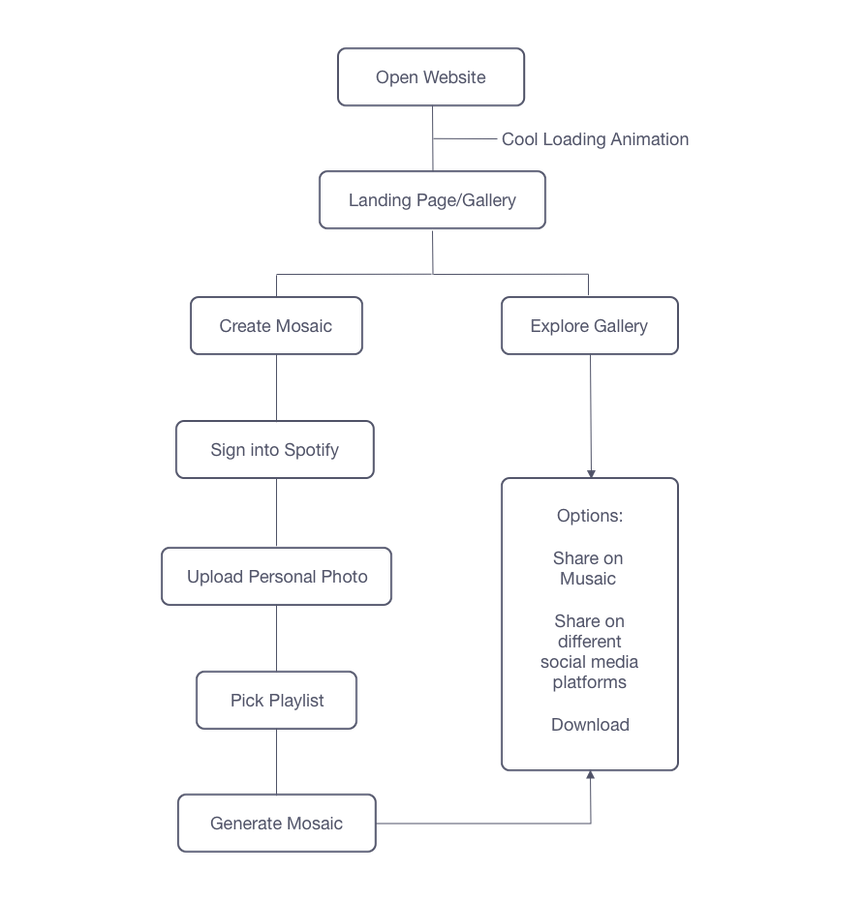 Open Website
Cool Loading Animation
Landing Page/Gallery
Create Mosaic
Explore Gallery
Sign into Spotify
Upload Personal Photo
Pick Playlist
Generate Mosaic
Options:
Share on
Musaic
Share on
different
social media
platforms
Download